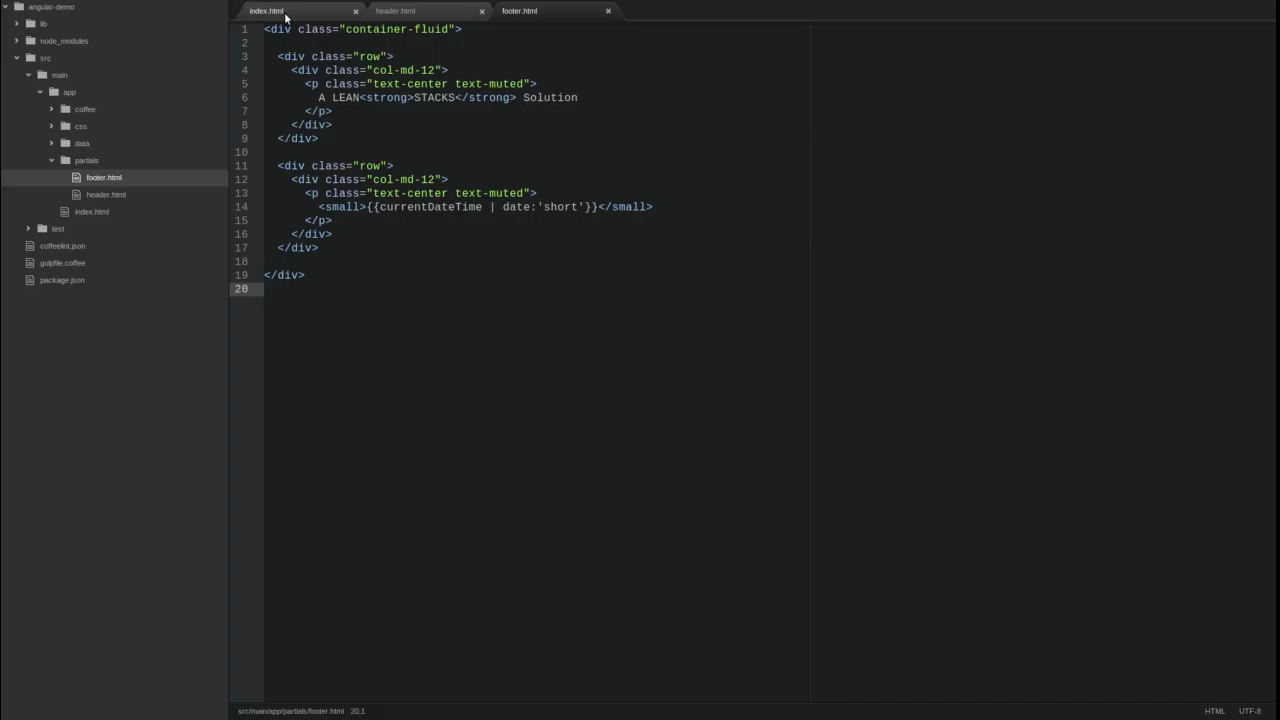 angular-demo
lib
node_modules
src
main
app
coffee
css
data
partials
footer.html
header.html
index.html
test
coffeelint.json
gulpfile.coffee
package.json
index.html
header.html
footer.html
1 <div class="container-fluid">
2
3 <div class="row">
4 <div class="col-md-12">
5 <p class="text-center text-muted">
6 A LEAN<strong>STACKS</strong> Solution
7 </p>
8 </div>
9 </div>
10
11 <div class="row">
12 <div class="col-md-12">
13 <p class="text-center text-muted">
14 <small>{{currentDateTime | date:'short'}}</small>
15 </p>
16 </div>
17 </div>
18
19 </div>
20
src/main/app/partials/footer.html 20,1
HTML UTF-8